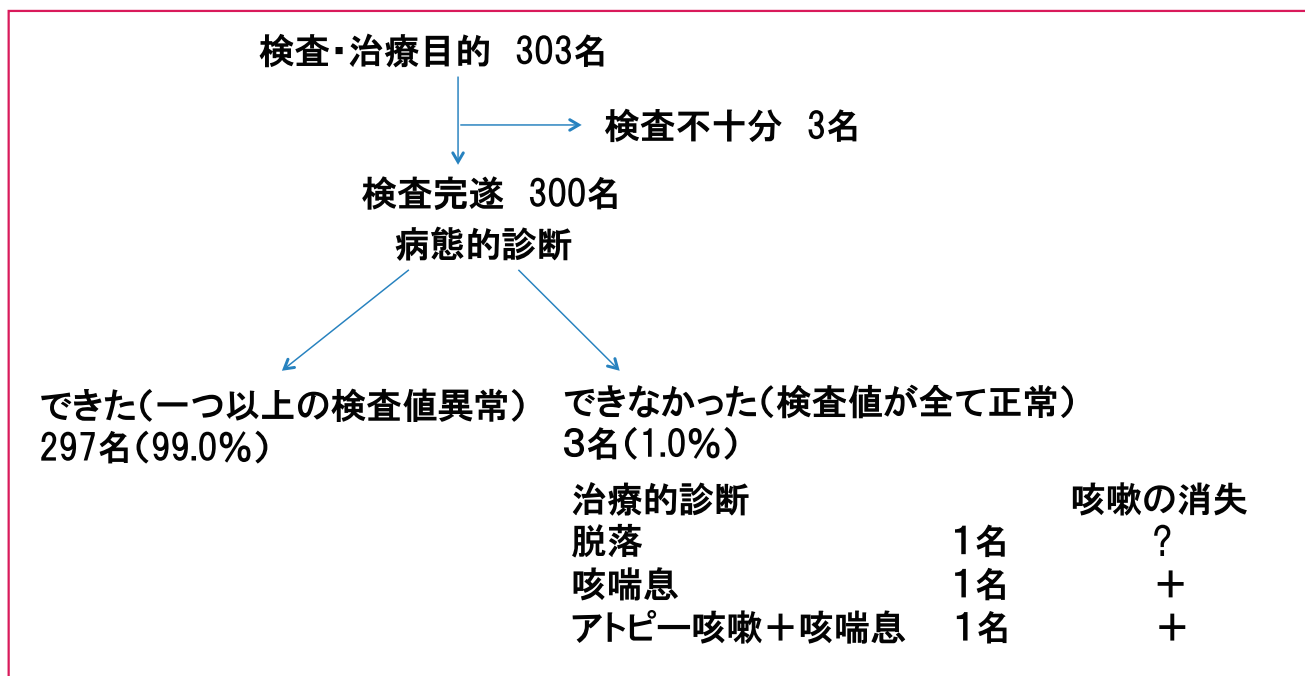 検査・治療目的 303名
検査不十分 3名
検査完遂 300名
病態的診断
できた(一つ以上の検査値異常)
297名(99.0%)
できなかった(検査値が全て正常)
3名(1.0%)
治療的診断 咳嗽の消失
脱落 1名 ?
咳喘息 1名 +
アトピー咳嗽+咳喘息 1名 +